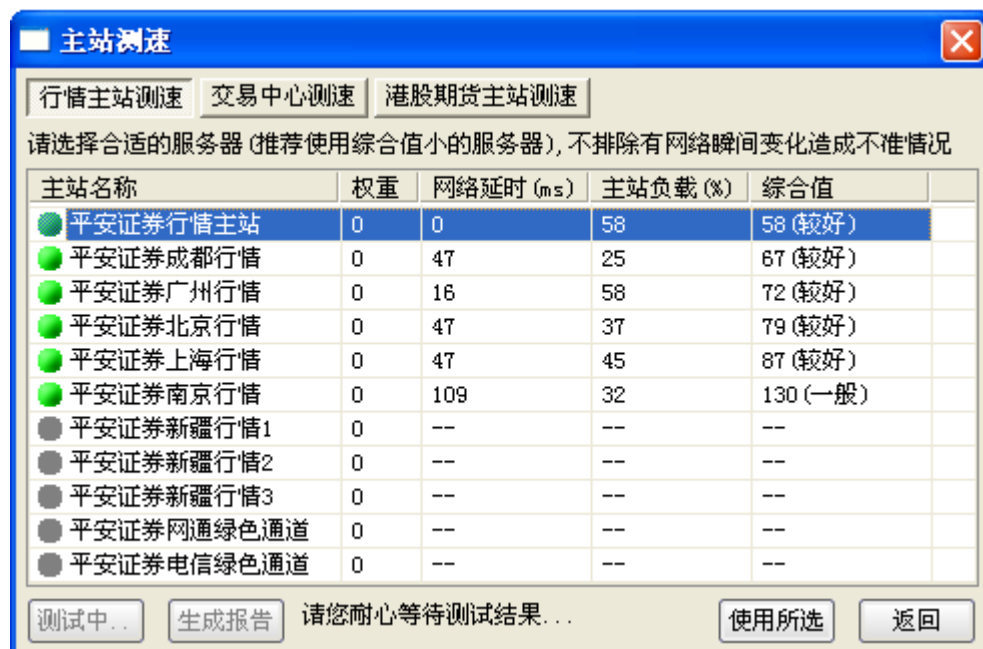 主站测速
行情主站测速 交易中心测速 港股期货主站测速
请选择合适的服务器(推荐使用综合值小的服务器),不排除有网络瞬间变化造成不准情况
主站名称 权重 网络延时(ms) 主站负载(%) 综合值
平安证券行情主站 0 0 58 58(较好)
平安证券成都行情 0 47 25 67(较好)
平安证券广州行情 0 16 58 72(较好)
平安证券北京行情 0 47 37 79(较好)
平安证券上海行情 0 47 45 87(较好)
平安证券南京行情 0 109 32 130(一般)
平安证券新疆行情1 0 -- -- --
平安证券新疆行情2 0 -- -- --
平安证券新疆行情3 0 -- -- --
平安证券网通绿色通道 0 -- -- --
平安证券电信绿色通道 0 -- -- --
测试中.. 生成报告 请您耐心等待测试结果... 使用所选 返回